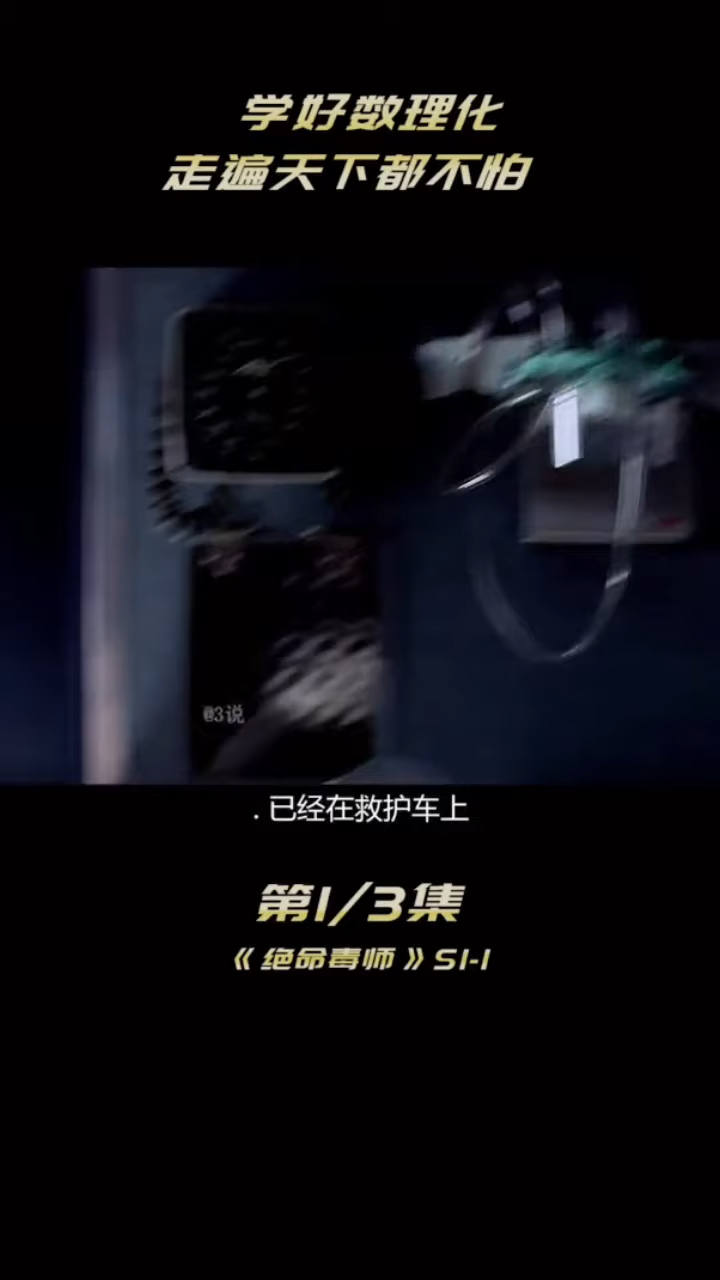 学好数理化
走遍天下都不怕
@3说
. 已经在救护车上
第1/3集
《绝命毒师》S1-1